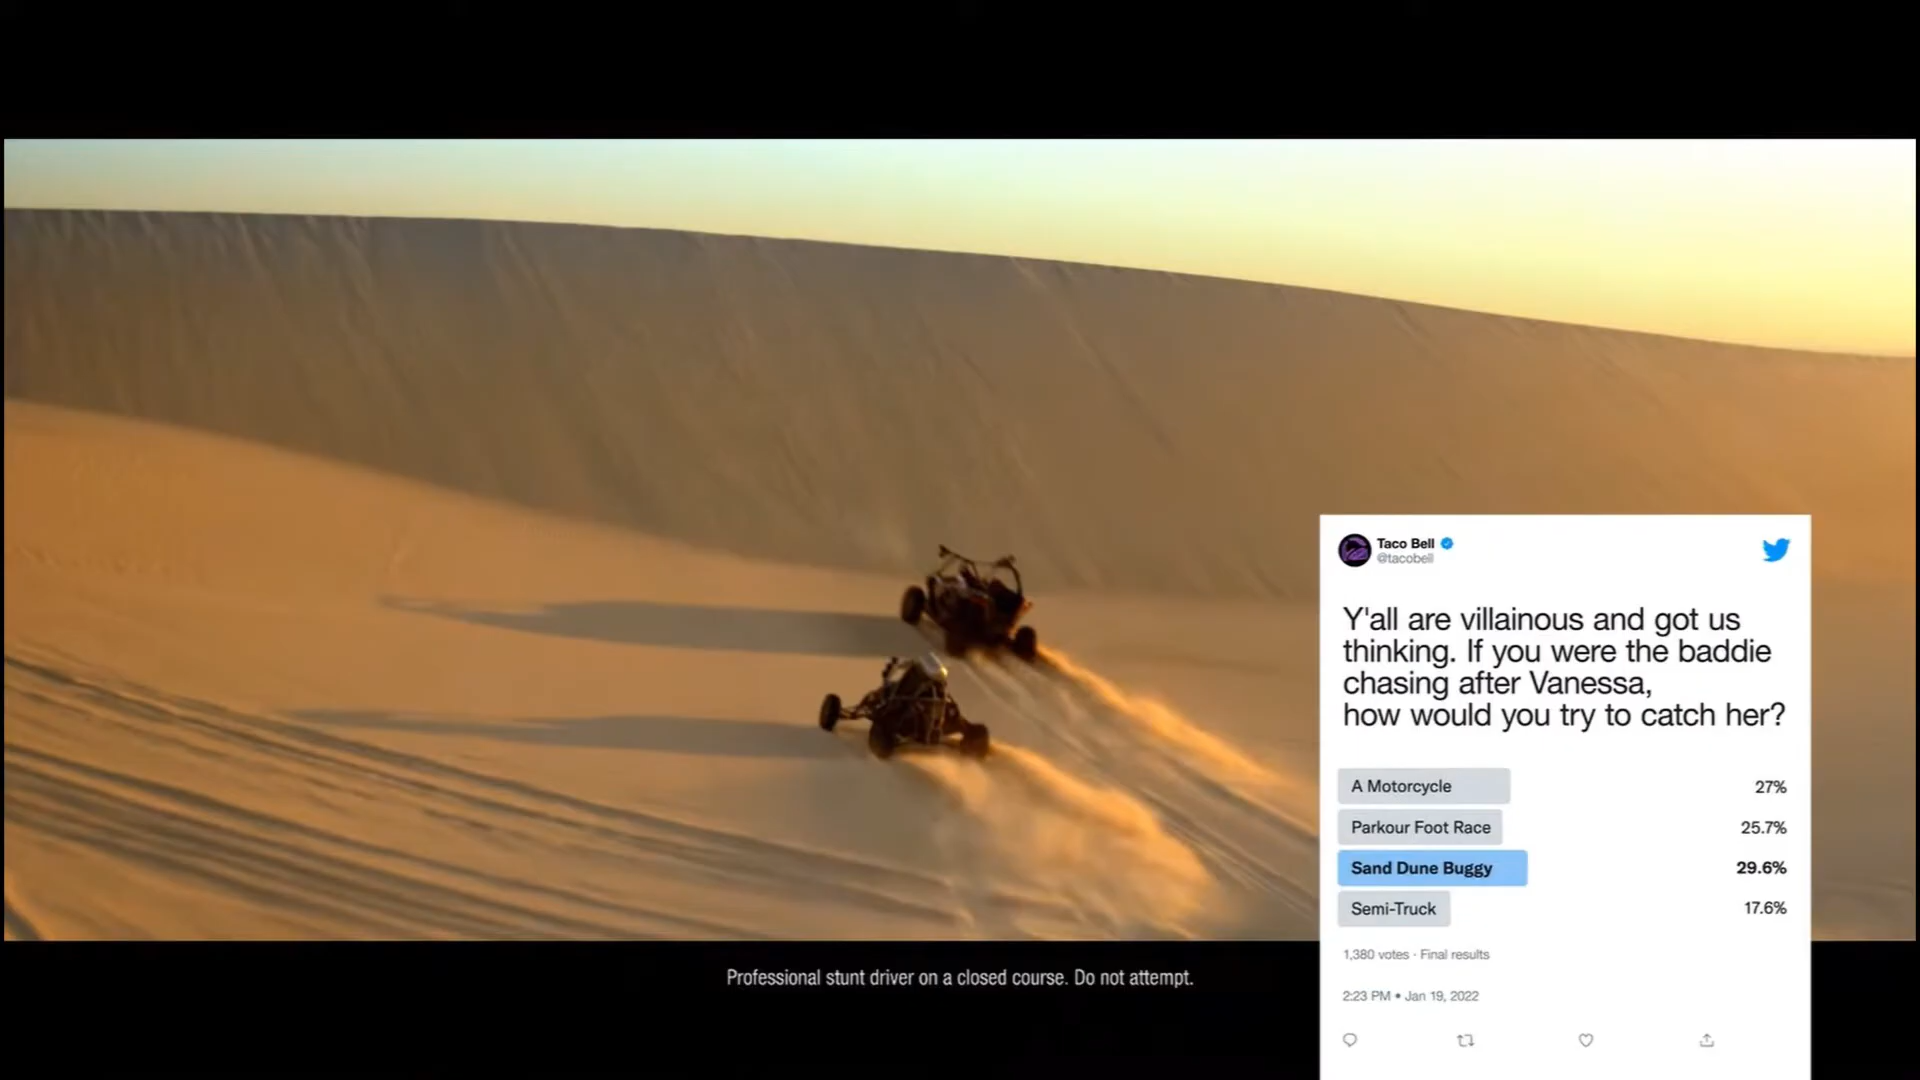 Taco Bell
@tacobell
Y'all are villainous and got us
thinking. If you were the baddie
chasing after Vanessa,
how would you try to catch her?
A Motorcycle 27%
Parkour Foot Race 25.7%
Sand Dune Buggy 29.6%
Semi-Truck 17.6%
1,380 votes · Final results
2:23 PM • Jan 19, 2022
Professional stunt driver on a closed course. Do not attempt.